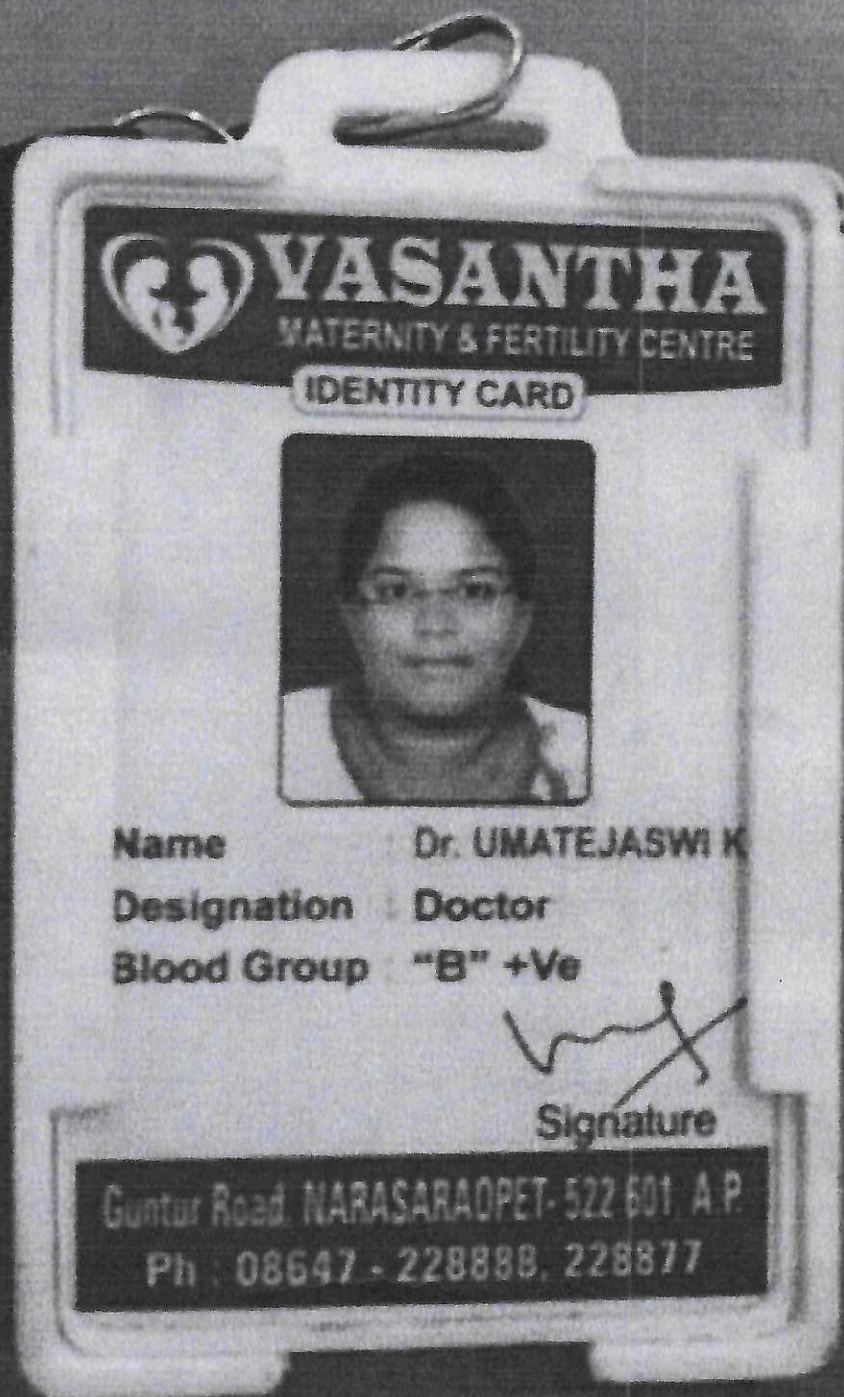 VASANTHA
MATERNITY & FERTILITY CENTRE
IDENTITY CARD
Name : Dr. UMATEJASWI K
Designation : Doctor
Blood Group : "B" +Ve
Signature
Guntur Road, NARASARAOPET- 522 601. A.P.
Ph : 08647 - 228888, 228877